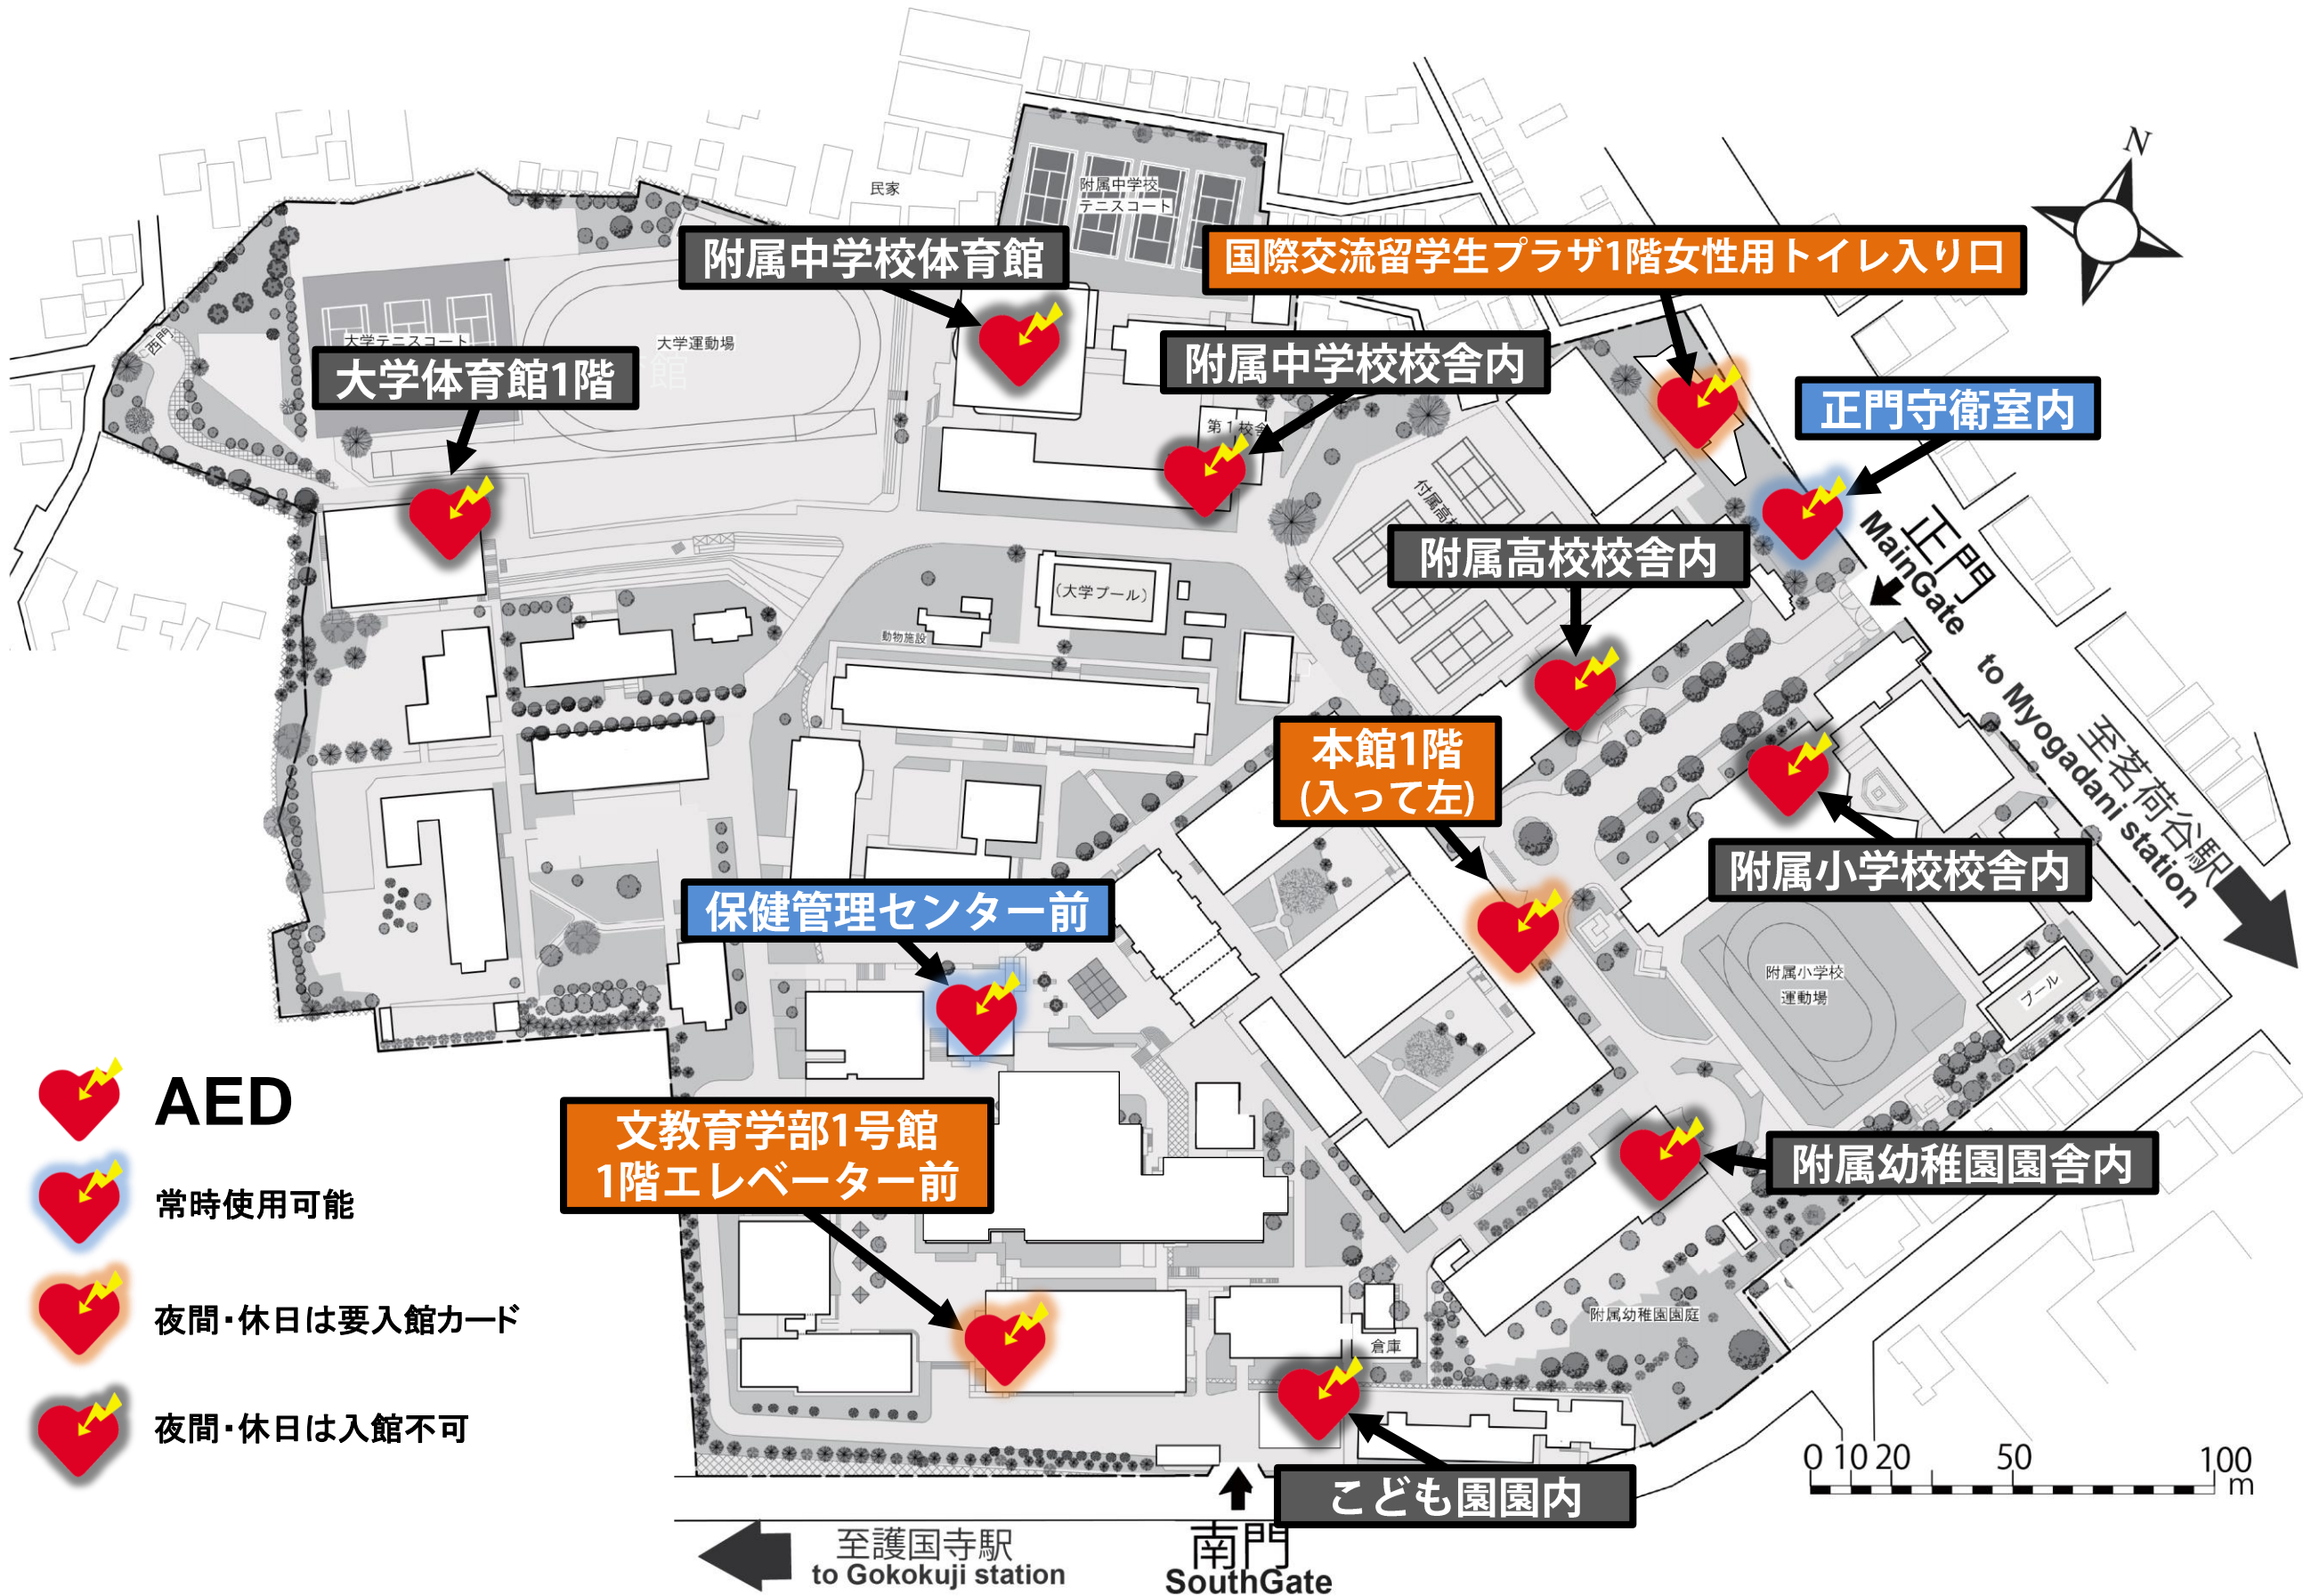 N
民家
附属中学校
テニスコート
附属中学校体育館
国際交流留学生プラザ1階女性用トイレ入り口
西門
大学テニスコート
大学運動場
館
大学体育館1階
附属中学校校舎内
正門守衛室内
第1校舎
付属高校
正門
MainGate
附属高校校舎内
(大学プール)
動物施設
to Myogadani station
至茗荷谷駅
本館1階
(入って左)
附属小学校校舎内
保健管理センター前
附属小学校
運動場
プール
AED
常時使用可能
夜間・休日は要入館カード
夜間・休日は入館不可
文教育学部1号館
1階エレベーター前
附属幼稚園園舎内
附属幼稚園園庭
倉庫
こども園園内
0 10 20 50 100
m
至護国寺駅
to Gokokuji station
南門
SouthGate